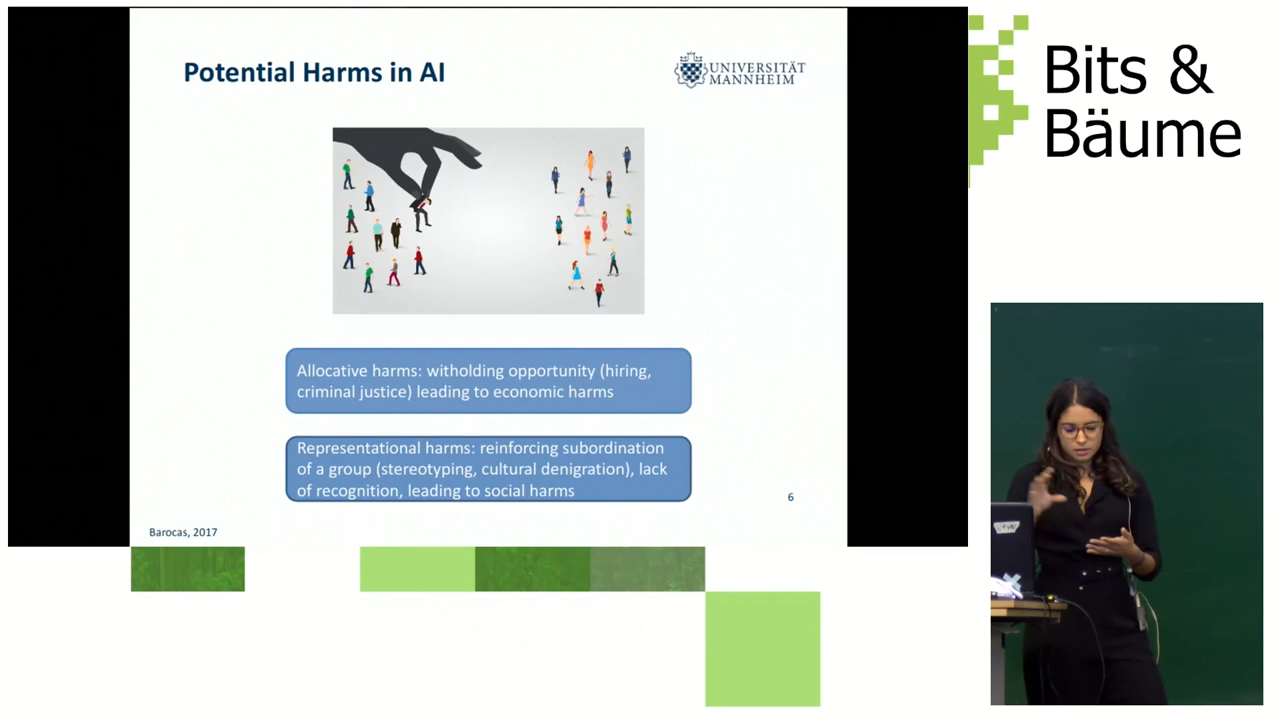 Potential Harms in AI
UNIVERSITÄT
MANNHEIM
Allocative harms: witholding opportunity (hiring,
criminal justice) leading to economic harms
Representational harms: reinforcing subordination
of a group (stereotyping, cultural denigration), lack
of recognition, leading to social harms
6
Barocas, 2017
Bits &
Bäume